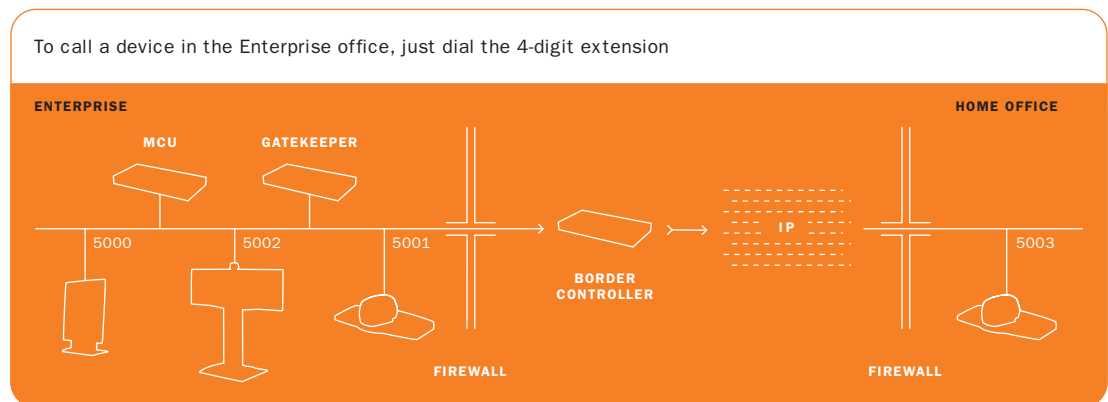 To call a device in the Enterprise office, just dial the 4-digit extension
ENTERPRISE
HOME OFFICE
MCU
GATEKEEPER
5000
5002
5001
IP
5003
BORDER
CONTROLLER
FIREWALL
FIREWALL